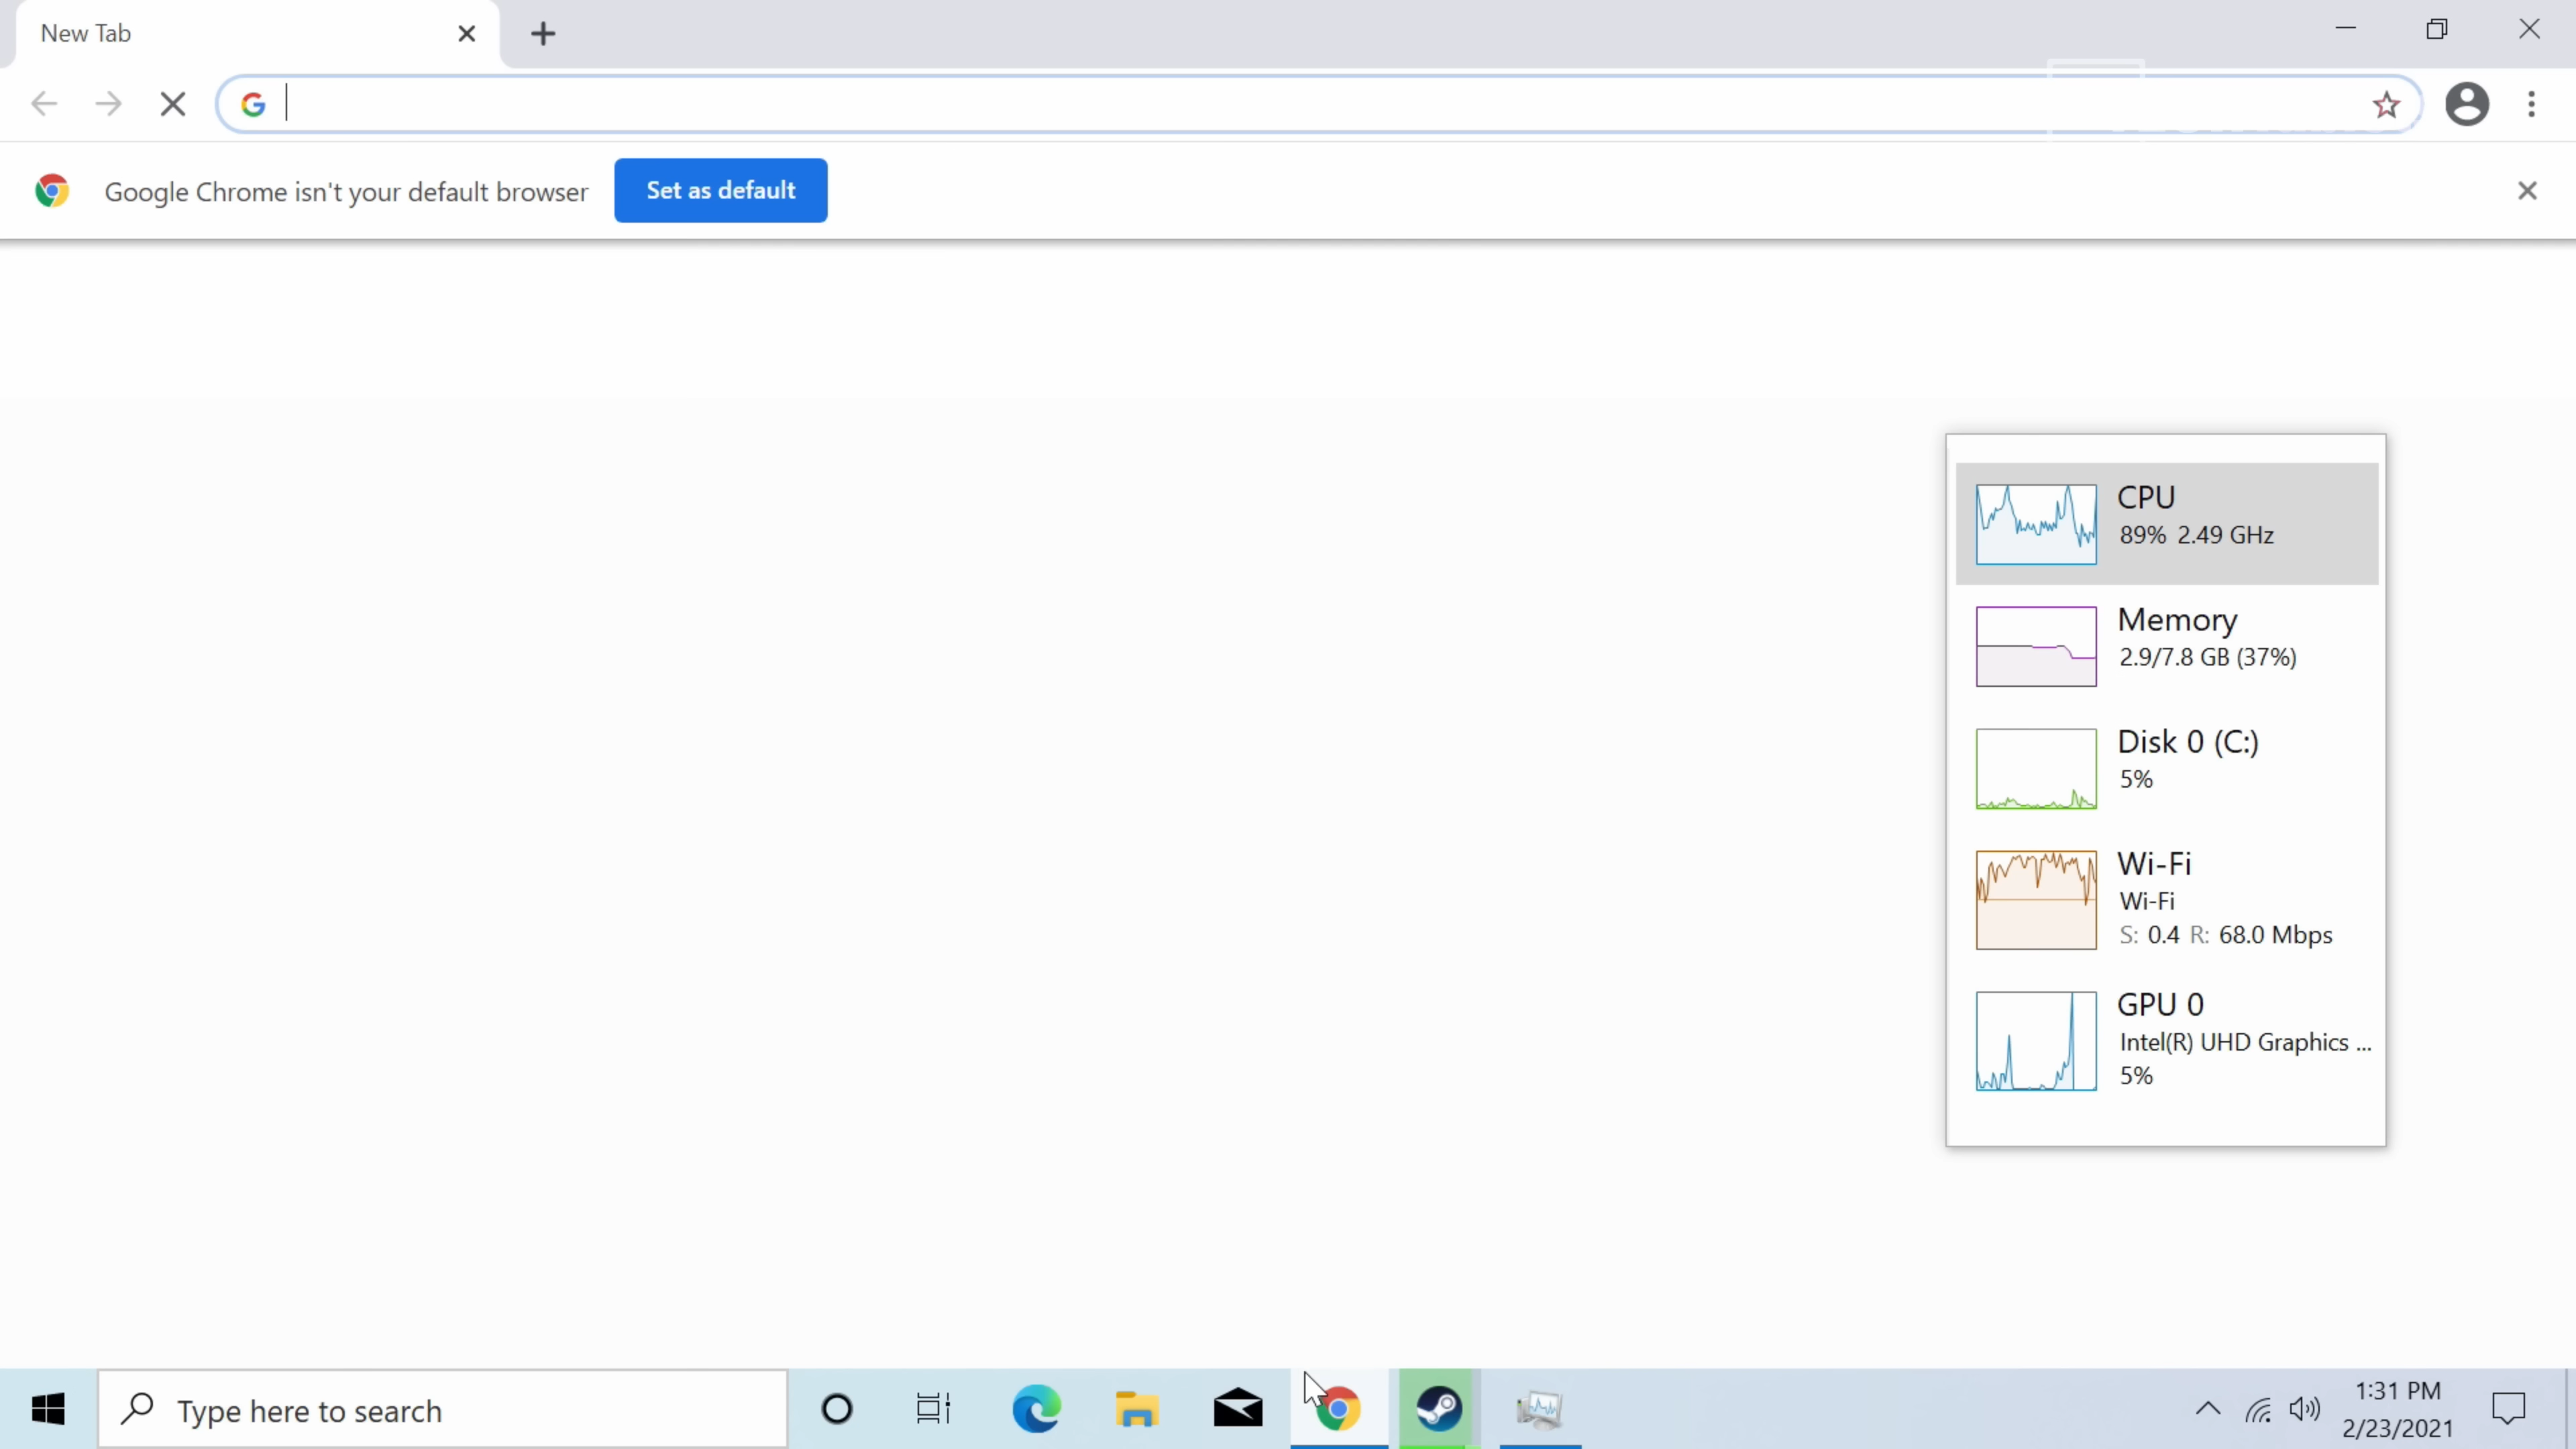 New Tab
Google Chrome isn't your default browser
Set as default
CPU
89% 2.49 GHz
Memory
2.9/7.8 GB (37%)
Disk 0 (C:)
5%
Wi-Fi
Wi-Fi
S: 0.4 R: 68.0 Mbps
GPU 0
Intel(R) UHD Graphics ...
5%
Type here to search
1:31 PM
2/23/2021